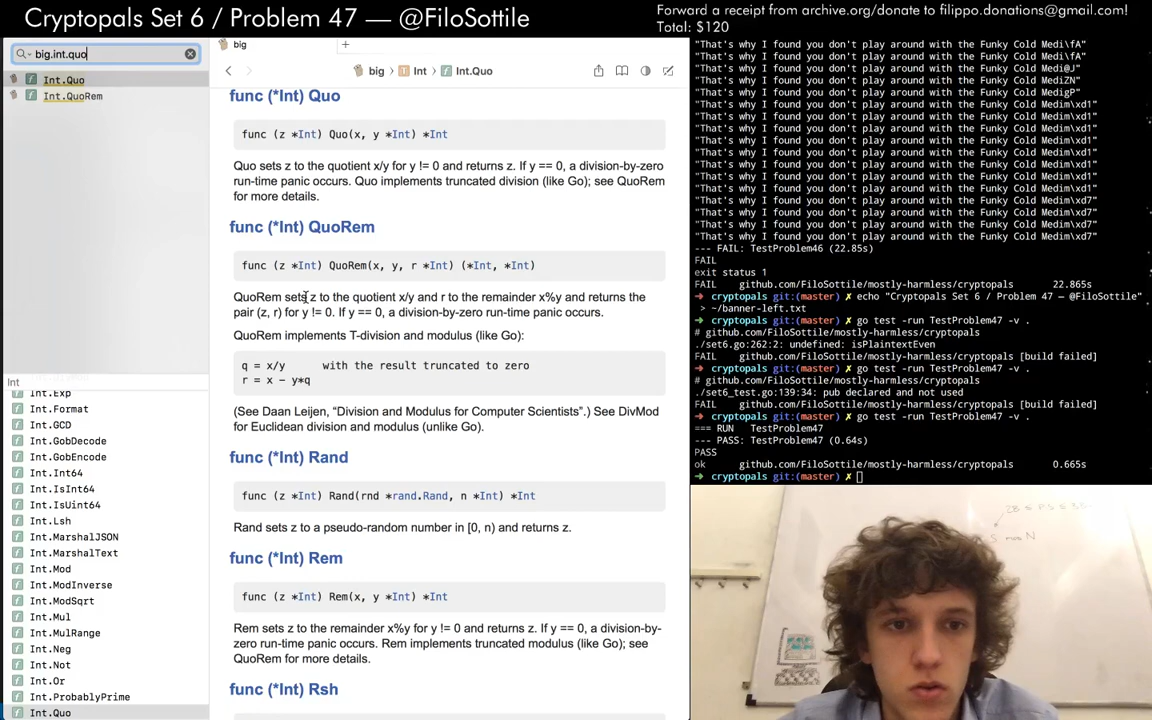 Cryptopals Set 6 / Problem 47 — @FiloSottile
Forward a receipt from archive.org/donate to filippo.donations@gmail.com!
Total: $120
big.int.quo
Int.Quo
Int.QuoRem
Int
Int.Exp
Int.Format
Int.GCD
Int.GobDecode
Int.GobEncode
Int.Int64
Int.IsInt64
Int.IsUint64
Int.Lsh
Int.MarshalJSON
Int.MarshalText
Int.Mod
Int.ModInverse
Int.ModSqrt
Int.Mul
Int.MulRange
Int.Neg
Int.Not
Int.Or
Int.ProbablyPrime
Int.Quo
big
+
big > T Int > f Int.Quo
func (*Int) Quo
func (z *Int) Quo(x, y *Int) *Int
Quo sets z to the quotient x/y for y != 0 and returns z. If y == 0, a division-by-zero
run-time panic occurs. Quo implements truncated division (like Go); see QuoRem
for more details.
func (*Int) QuoRem
func (z *Int) QuoRem(x, y, r *Int) (*Int, *Int)
QuoRem sets z to the quotient x/y and r to the remainder x%y and returns the
pair (z, r) for y != 0. If y == 0, a division-by-zero run-time panic occurs.
QuoRem implements T-division and modulus (like Go):
q = x/y      with the result truncated to zero
r = x - y*q
(See Daan Leijen, “Division and Modulus for Computer Scientists”.) See DivMod
for Euclidean division and modulus (unlike Go).
func (*Int) Rand
func (z *Int) Rand(rnd *rand.Rand, n *Int) *Int
Rand sets z to a pseudo-random number in [0, n) and returns z.
func (*Int) Rem
func (z *Int) Rem(x, y *Int) *Int
Rem sets z to the remainder x%y for y != 0 and returns z. If y == 0, a division-by-
zero run-time panic occurs. Rem implements truncated modulus (like Go); see
QuoRem for more details.
func (*Int) Rsh
"That's why I found you don't play around with the Funky Cold Medi\fA"
"That's why I found you don't play around with the Funky Cold Medi\fA"
"That's why I found you don't play around with the Funky Cold Medi@J"
"That's why I found you don't play around with the Funky Cold MediZN"
"That's why I found you don't play around with the Funky Cold MedigP"
"That's why I found you don't play around with the Funky Cold Medim\xd1"
"That's why I found you don't play around with the Funky Cold Medim\xd1"
"That's why I found you don't play around with the Funky Cold Medim\xd1"
"That's why I found you don't play around with the Funky Cold Medim\xd1"
"That's why I found you don't play around with the Funky Cold Medim\xd1"
"That's why I found you don't play around with the Funky Cold Medim\xd1"
"That's why I found you don't play around with the Funky Cold Medim\xd1"
"That's why I found you don't play around with the Funky Cold Medim\xd1"
"That's why I found you don't play around with the Funky Cold Medim\xd7"
"That's why I found you don't play around with the Funky Cold Medim\xd7"
"That's why I found you don't play around with the Funky Cold Medim\xd7"
"That's why I found you don't play around with the Funky Cold Medim\xd7"
--- FAIL: TestProblem46 (22.85s)
FAIL
exit status 1
FAIL    github.com/FiloSottile/mostly-harmless/cryptopals       22.865s
➜ cryptopals git:(master) ✗ echo "Cryptopals Set 6 / Problem 47 — @FiloSottile"
> ~/banner-left.txt
➜ cryptopals git:(master) ✗ go test -run TestProblem47 -v .
# github.com/FiloSottile/mostly-harmless/cryptopals
./set6.go:262:2: undefined: isPlaintextEven
FAIL    github.com/FiloSottile/mostly-harmless/cryptopals [build failed]
➜ cryptopals git:(master) ✗ go test -run TestProblem47 -v .
# github.com/FiloSottile/mostly-harmless/cryptopals
./set6_test.go:139:34: pub declared and not used
FAIL    github.com/FiloSottile/mostly-harmless/cryptopals [build failed]
➜ cryptopals git:(master) ✗ go test -run TestProblem47 -v .
=== RUN   TestProblem47
--- PASS: TestProblem47 (0.64s)
PASS
ok      github.com/FiloSottile/mostly-harmless/cryptopals       0.665s
➜ cryptopals git:(master) ✗